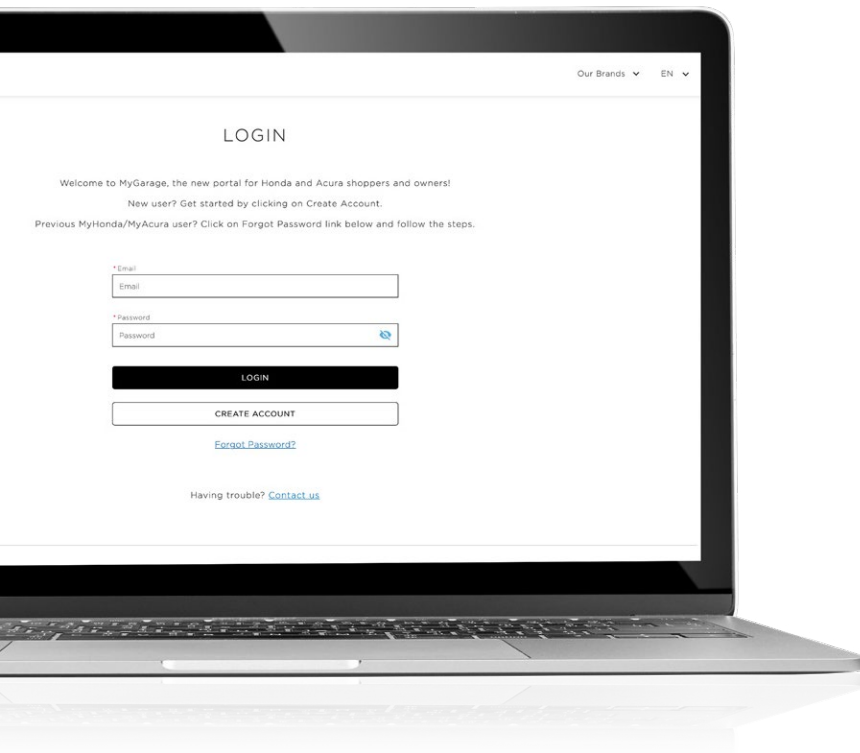 Our Brands EN
LOGIN
Welcome to MyGarage, the new portal for Honda and Acura shoppers and owners!
New user? Get started by clicking on Create Account.
Previous MyHonda/MyAcura user? Click on Forgot Password link below and follow the steps.
*Email
Email
*Password
Password
LOGIN
CREATE ACCOUNT
Forgot Password?
Having trouble? Contact us